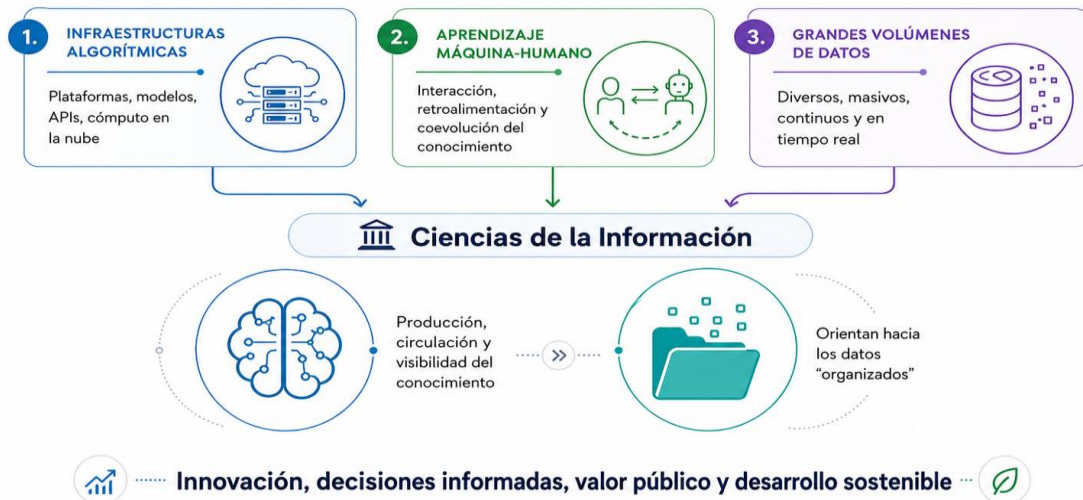 1.
INFRAESTRUCTURAS
ALGORÍTMICAS
Plataformas, modelos,
APIs, cómputo en
la nube
2.
APRENDIZAJE
MÁQUINA-HUMANO
Interacción,
retroalimentación y
coevolución del
conocimiento
3.
GRANDES VOLÚMENES
DE DATOS
Diversos, masivos,
continuos y en
tiempo real
Ciencias de la Información
Producción,
circulación y
visibilidad del
conocimiento
Orientan hacia
los datos
“organizados”
Innovación, decisiones informadas, valor público y desarrollo sostenible